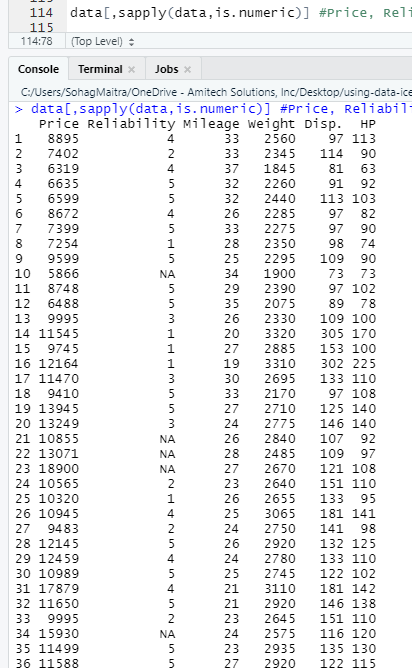 114 data[,sapply(data,is.numeric)] #Price, Reli
115
114:78 (Top Level)
Console Terminal Jobs
C:/Users/SohagMaitra/OneDrive - Amitech Solutions, Inc/Desktop/using-data-ice
> data[,sapply(data,is.numeric)] #Price, Reliabili
Price Reliability Mileage Weight Disp. HP
1 8895 4 33 2560 97 113
2 7402 2 33 2345 114 90
3 6319 4 37 1845 81 63
4 6635 5 32 2260 91 92
5 6599 5 32 2440 113 103
6 8672 4 26 2285 97 82
7 7399 5 33 2275 97 90
8 7254 1 28 2350 98 74
9 9599 5 25 2295 109 90
10 5866 NA 34 1900 73 73
11 8748 5 29 2390 97 102
12 6488 5 35 2075 89 78
13 9995 3 26 2330 109 100
14 11545 1 20 3320 305 170
15 9745 1 27 2885 153 100
16 12164 1 19 3310 302 225
17 11470 3 30 2695 133 110
18 9410 5 33 2170 97 108
19 13945 5 27 2710 125 140
20 13249 3 24 2775 146 140
21 10855 NA 26 2840 107 92
22 13071 NA 28 2485 109 97
23 18900 NA 27 2670 121 108
24 10565 2 23 2640 151 110
25 10320 1 26 2655 133 95
26 10945 4 25 3065 181 141
27 9483 2 24 2750 141 98
28 12145 5 26 2920 132 125
29 12459 4 24 2780 133 110
30 10989 5 25 2745 122 102
31 17879 4 21 3110 181 142
32 11650 5 21 2920 146 138
33 9995 2 23 2645 151 110
34 15930 NA 24 2575 116 120
35 11499 5 23 2935 135 130
36 11588 5 27 2920 122 115